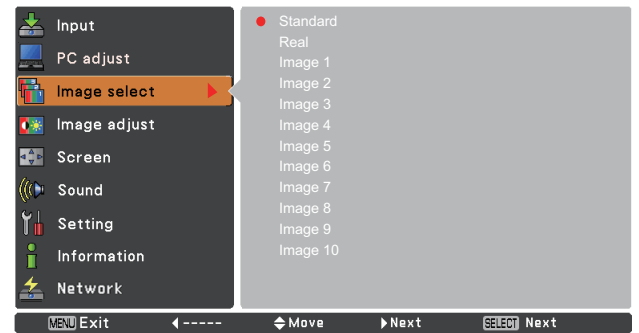 Input
PC adjust
Image select
Image adjust
Screen
Sound
Setting
Information
Network
Standard
Real
Image 1
Image 2
Image 3
Image 4
Image 5
Image 6
Image 7
Image 8
Image 9
Image 10
MENU Exit ----- Move Next SELECT Next